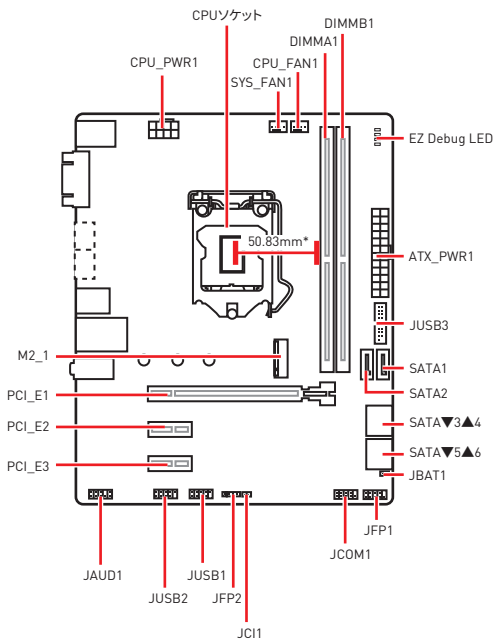 CPUソケット
DIMMB1
DIMMA1
CPU_FAN1
CPU_PWR1
SYS_FAN1
EZ Debug LED
50.83mm*
ATX_PWR1
JUSB3
M2_1
SATA1
SATA2
PCI_E1
SATA▼3▲4
PCI_E2
SATA▼5▲6
PCI_E3
JBAT1
JFP1
JCOM1
JAUD1
JUSB1
JUSB2
JFP2
JCI1